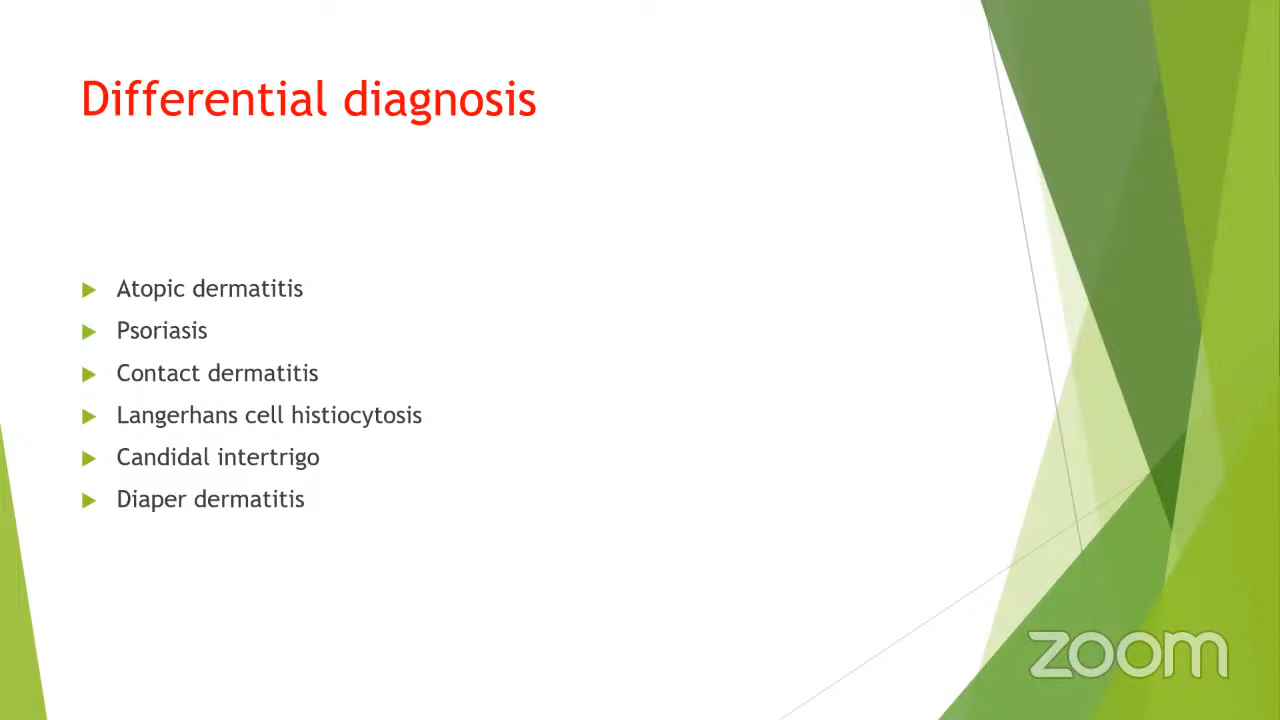 Differential diagnosis
Atopic dermatitis
Psoriasis
Contact dermatitis
Langerhans cell histiocytosis
Candidal intertrigo
Diaper dermatitis
zoom